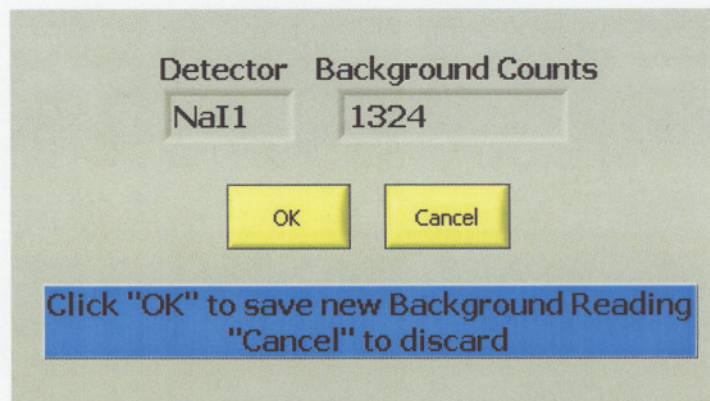 Detector Background Counts
NaI1 1324
OK Cancel
Click "OK" to save new Background Reading
"Cancel" to discard